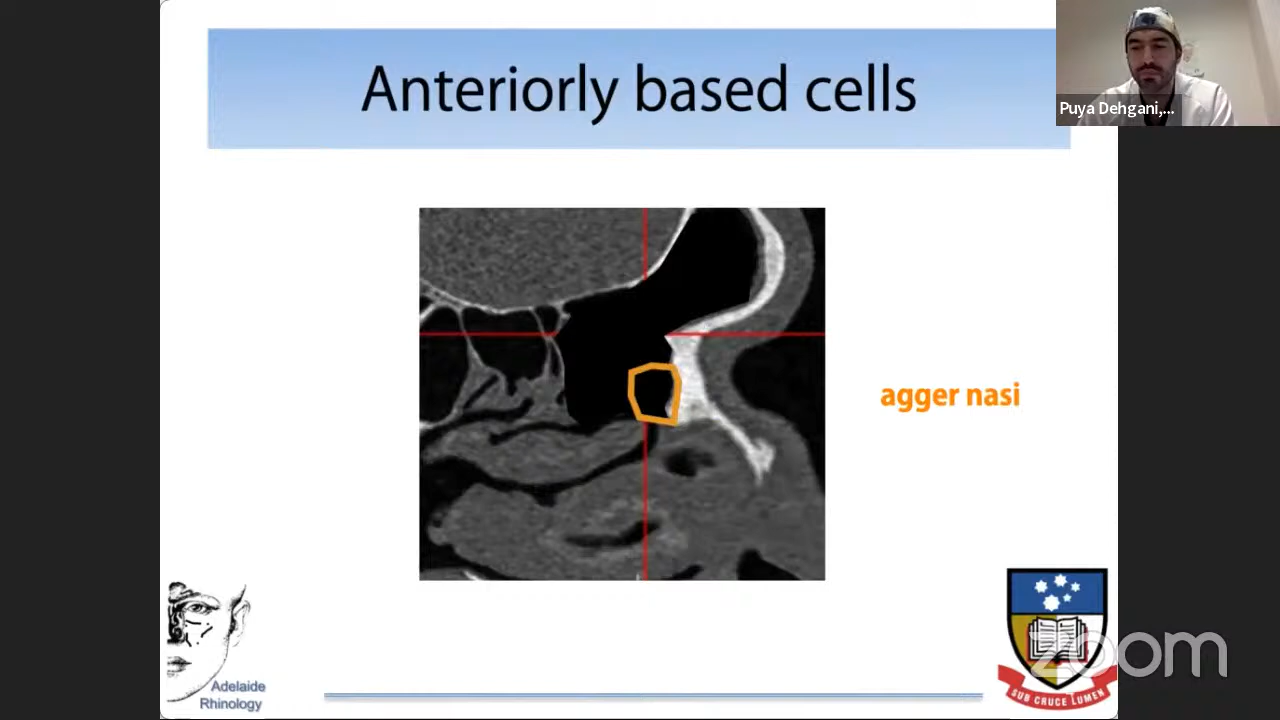 Anteriorly based cells
Puya Dehgani,...
agger nasi
Adelaide
Rhinology
SUB CRUCE LUMEN
zoom